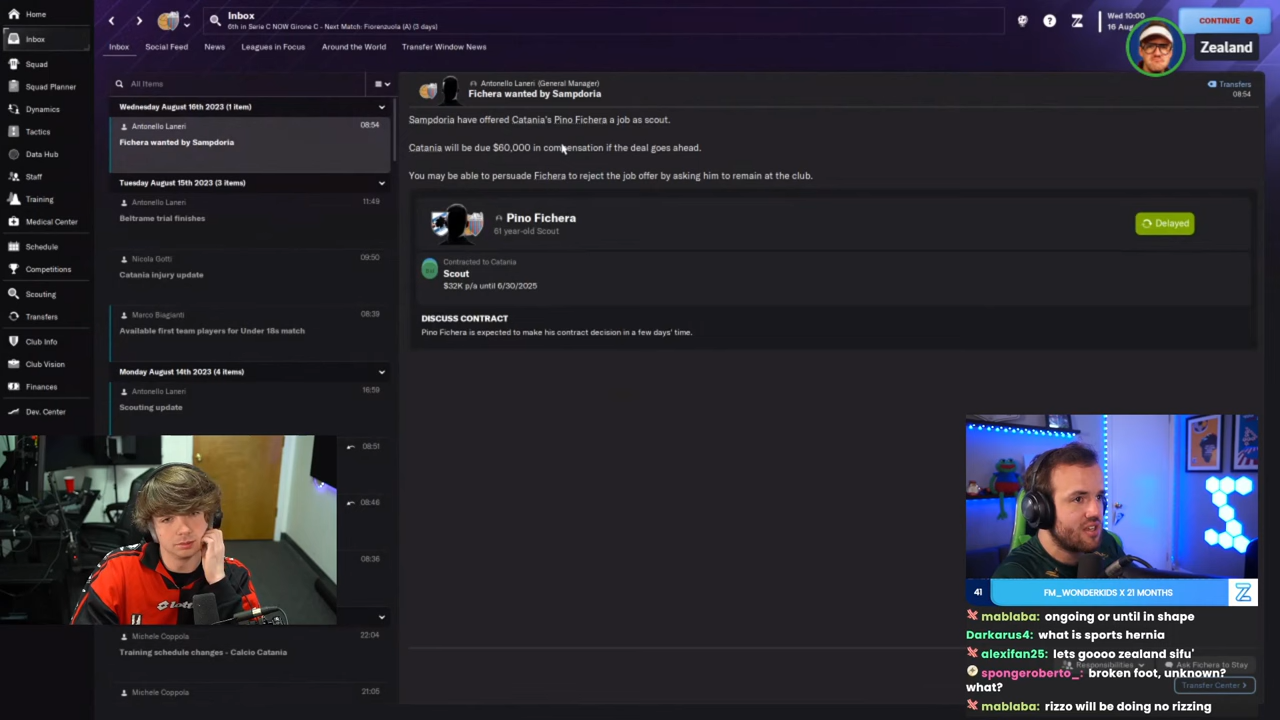 Home
Inbox
Squad
Squad Planner
Dynamics
Tactics
Data Hub
Staff
Training
Medical Center
Schedule
Competitions
Scouting
Transfers
Club Info
Club Vision
Finances
Dev. Center
Inbox
6th in Serie C NOW Girone C - Next Match: Fiorenzuola (A) (3 days)
Wed 10:00
16 Aug
CONTINUE
Zealand
Inbox
Social Feed
News
Leagues in Focus
Around the World
Transfer Window News
All Items
Wednesday August 16th 2023 (1 item)
Antonello Laneri
08:54
Fichera wanted by Sampdoria
Tuesday August 15th 2023 (3 items)
Antonello Laneri
11:49
Beltrame trial finishes
Nicola Gotti
09:50
Catania injury update
Marco Biagianti
08:39
Available first team players for Under 18s match
Monday August 14th 2023 (4 items)
Antonello Laneri
16:59
Scouting update
08:51
08:46
08:36
Michele Coppola
22:04
Training schedule changes - Calcio Catania
Michele Coppola
21:05
Antonello Laneri (General Manager)
Fichera wanted by Sampdoria
Transfers
08:54
Sampdoria have offered Catania's Pino Fichera a job as scout.
Catania will be due $60,000 in compensation if the deal goes ahead.
You may be able to persuade Fichera to reject the job offer by asking him to remain at the club.
Pino Fichera
61 year-old Scout
Delayed
Contracted to Catania
Scout
$32K p/a until 6/30/2025
DISCUSS CONTRACT
Pino Fichera is expected to make his contract decision in a few days' time.
lotto
41
FM_WONDERKIDS X 21 MONTHS
mablaba: ongoing or until in shape
Darkarus4: what is sports hernia
alexifan25: lets goooo zealand sifu'
Responsibilities
Ask Fichera to Stay
spongeroberto_: broken foot, unknown?
what?
Transfer Center
mablaba: rizzo will be doing no rizzing